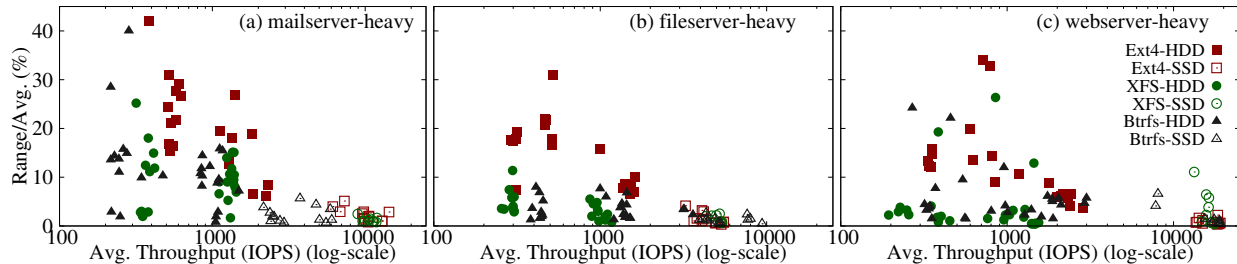 (a) mailserver-heavy
(b) fileserver-heavy
(c) webserver-heavy
Range/Avg. (%)
40
30
20
10
0
Ext4-HDD
Ext4-SSD
XFS-HDD
XFS-SSD
Btrfs-HDD
Btrfs-SSD
100 1000 10000 100 1000 10000 100 1000 10000
Avg. Throughput (IOPS) (log-scale) Avg. Throughput (IOPS) (log-scale) Avg. Throughput (IOPS) (log-scale)